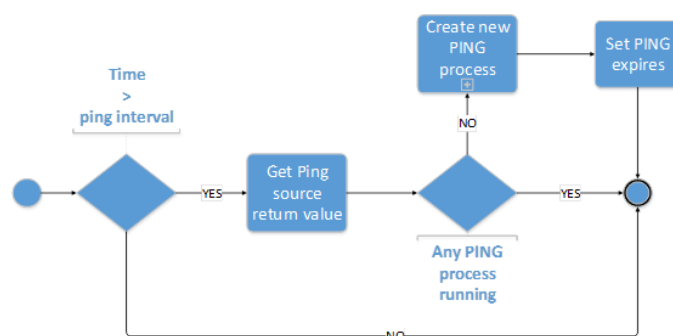 Create new
PING
process
Set PING
expires
Time
>
ping interval
NO
YES
Get Ping
source
return value
YES
Any PING
process
running
NO